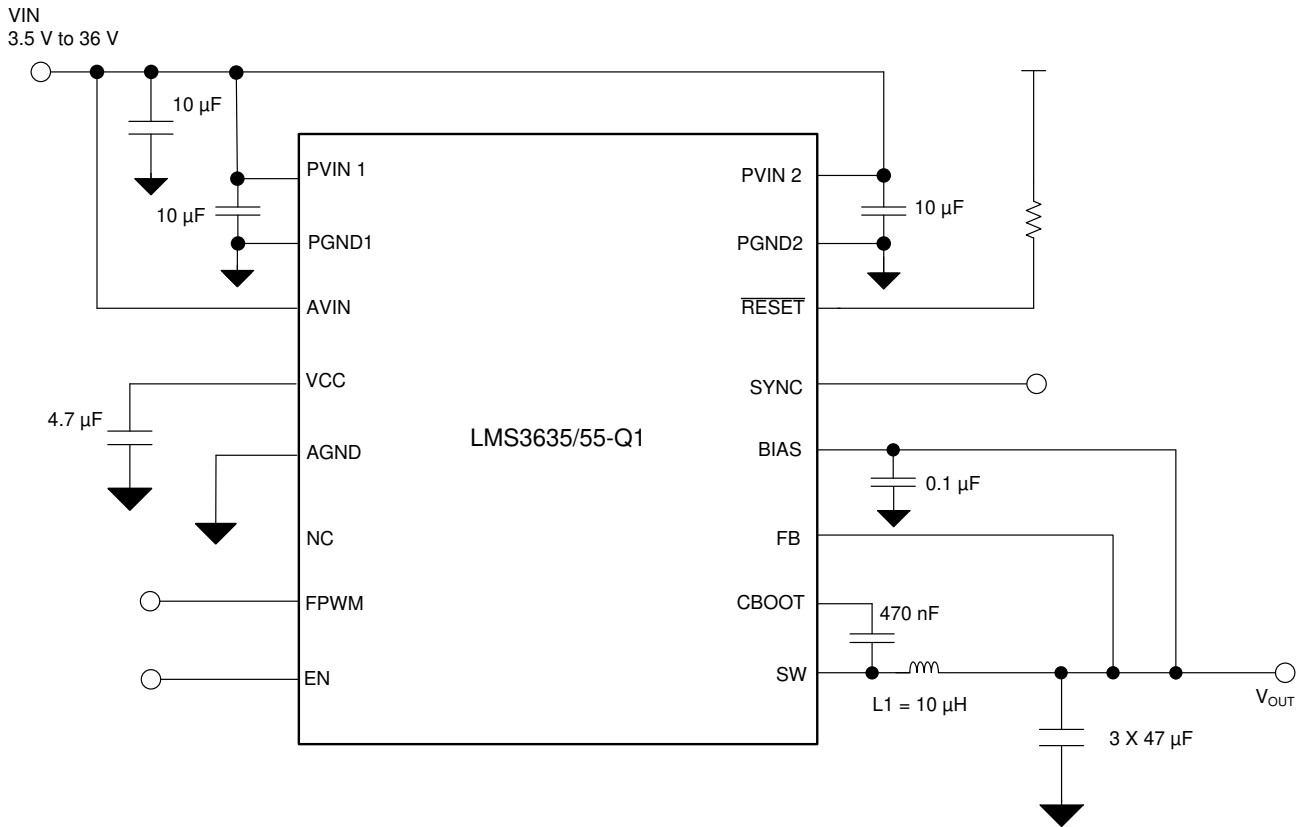 VIN
3.5 V to 36 V
10 µF
PVIN 1
PVIN 2
10 µF
10 µF
PGND1
PGND2
AVIN
RESET
VCC
SYNC
4.7 µF
LMS3635/55-Q1
AGND
BIAS
0.1 µF
NC
FB
FPWM
CBOOT
470 nF
EN
SW
L1 = 10 µH
VOUT
3 X 47 µF